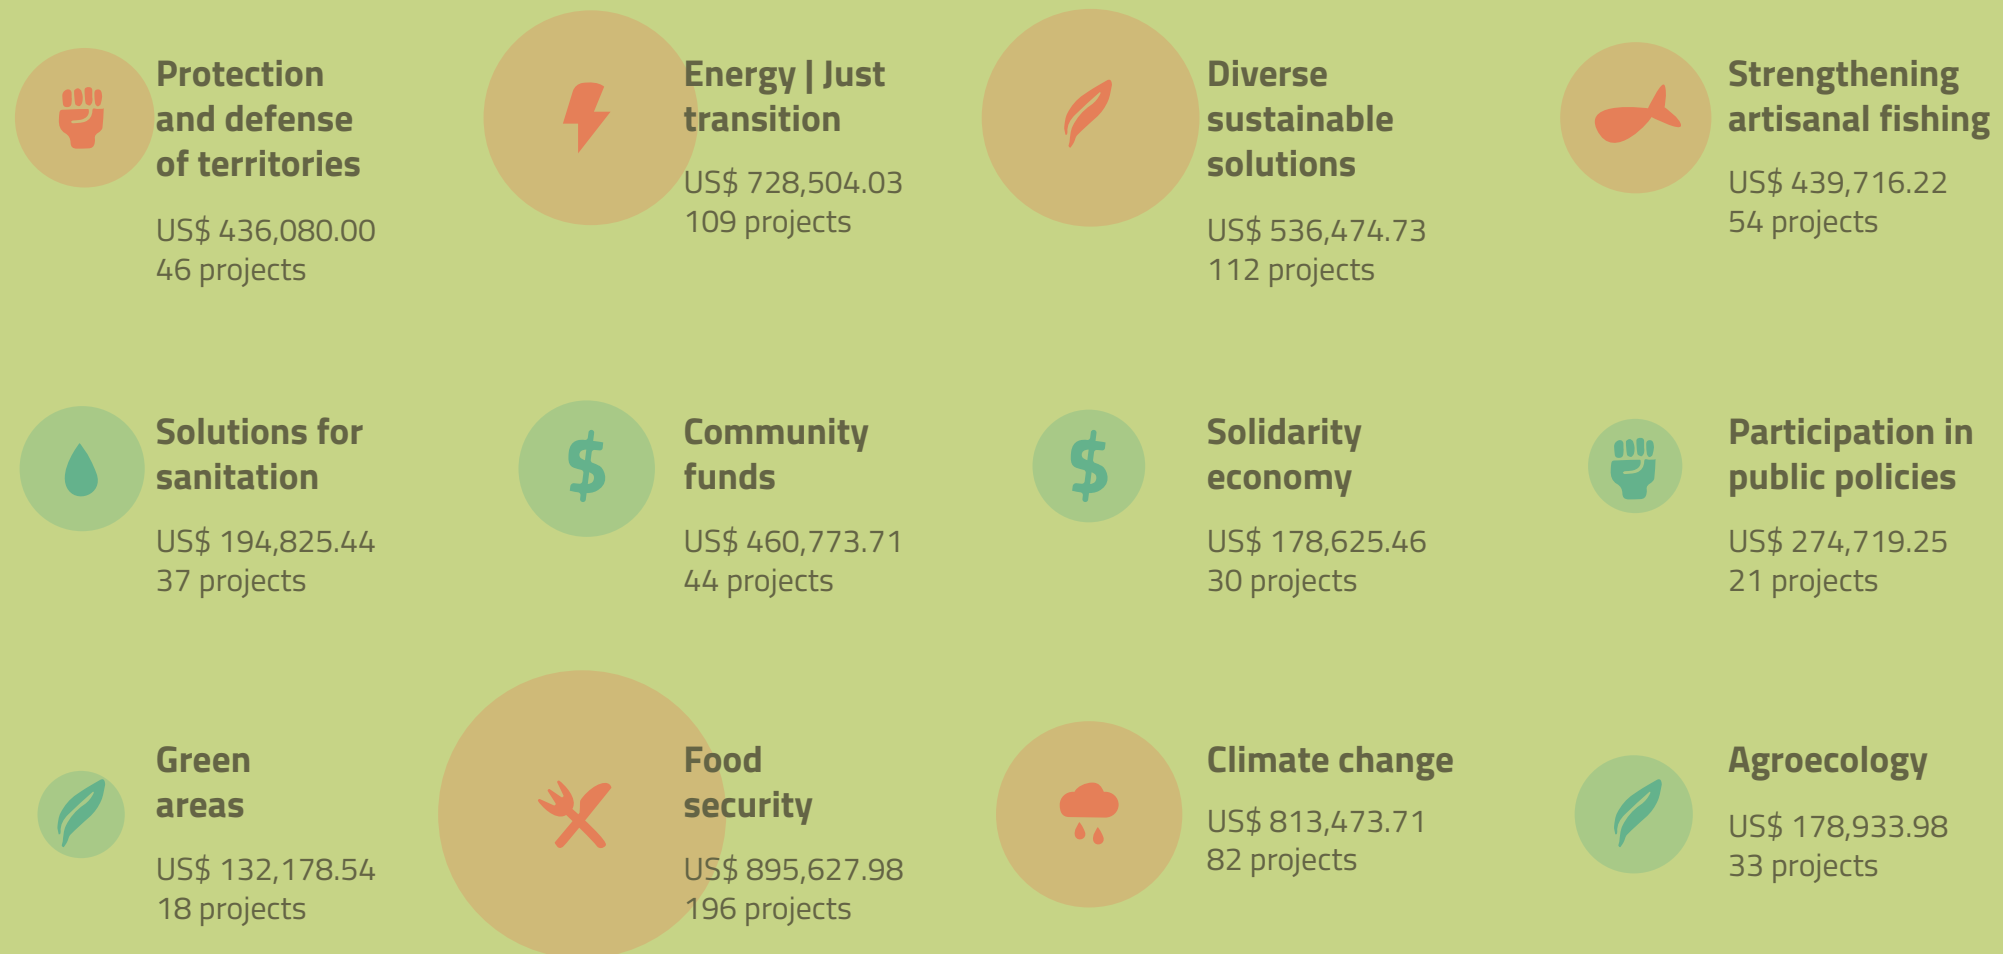 Protection
and defense
of territories
US$ 436,080.00
46 projects
Energy | Just
transition
US$ 728,504.03
109 projects
Diverse
sustainable
solutions
US$ 536,474.73
112 projects
Strengthening
artisanal fishing
US$ 439,716.22
54 projects
Solutions for
sanitation
US$ 194,825.44
37 projects
$
Community
funds
US$ 460,773.71
44 projects
$
Solidarity
economy
US$ 178,625.46
30 projects
Participation in
public policies
US$ 274,719.25
21 projects
Green
areas
US$ 132,178.54
18 projects
Food
security
US$ 895,627.98
196 projects
Climate change
US$ 813,473.71
82 projects
Agroecology
US$ 178,933.98
33 projects